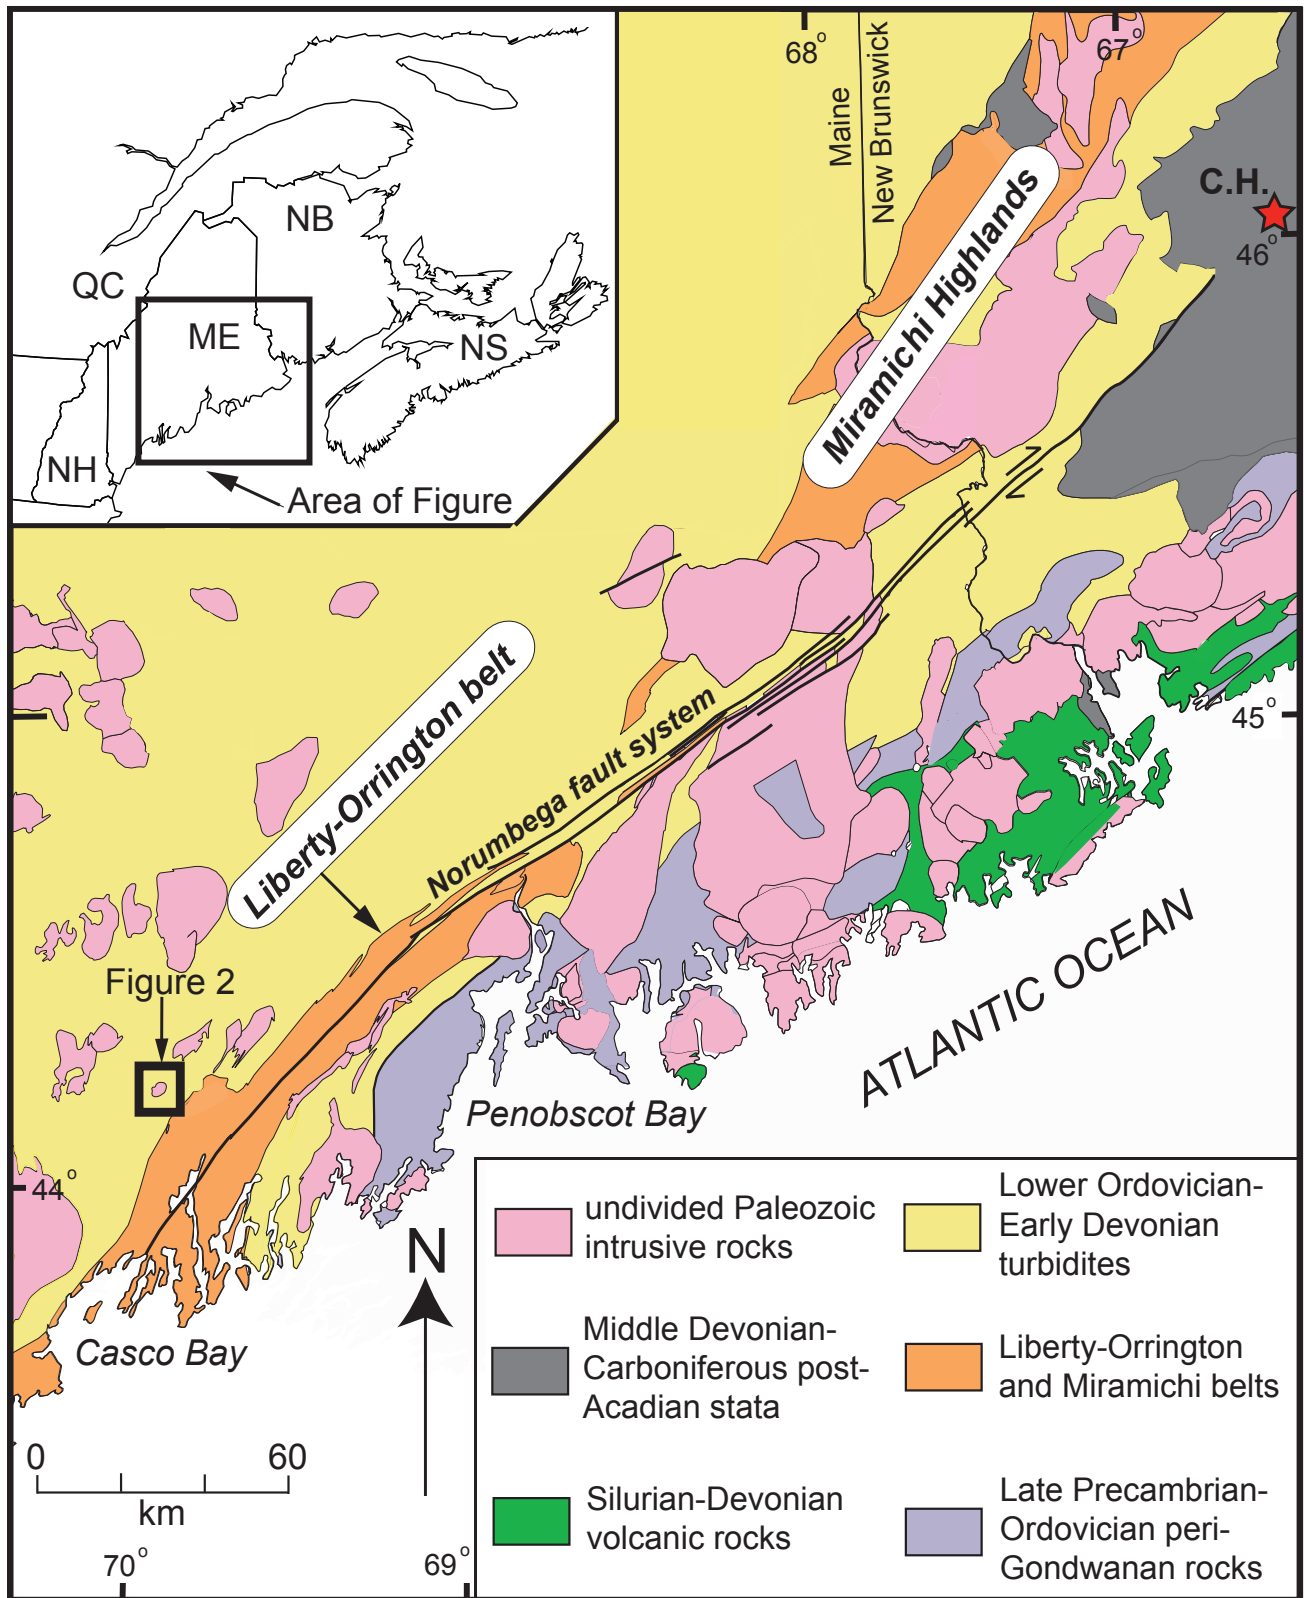 QC
NB
ME
NS
NH
Area of Figure
68°
67°
Maine
New Brunswick
C.H.
46°
Miramichi Highlands
Liberty-Orrington belt
Norumbega fault system
45°
Figure 2
ATLANTIC OCEAN
Penobscot Bay
44°
N
Casco Bay
0 60
km
70°
69°
undivided Paleozoic
intrusive rocks
Lower Ordovician-
Early Devonian
turbidites
Middle Devonian-
Carboniferous post-
Acadian stata
Liberty-Orrington
and Miramichi belts
Silurian-Devonian
volcanic rocks
Late Precambrian-
Ordovician peri-
Gondwanan rocks